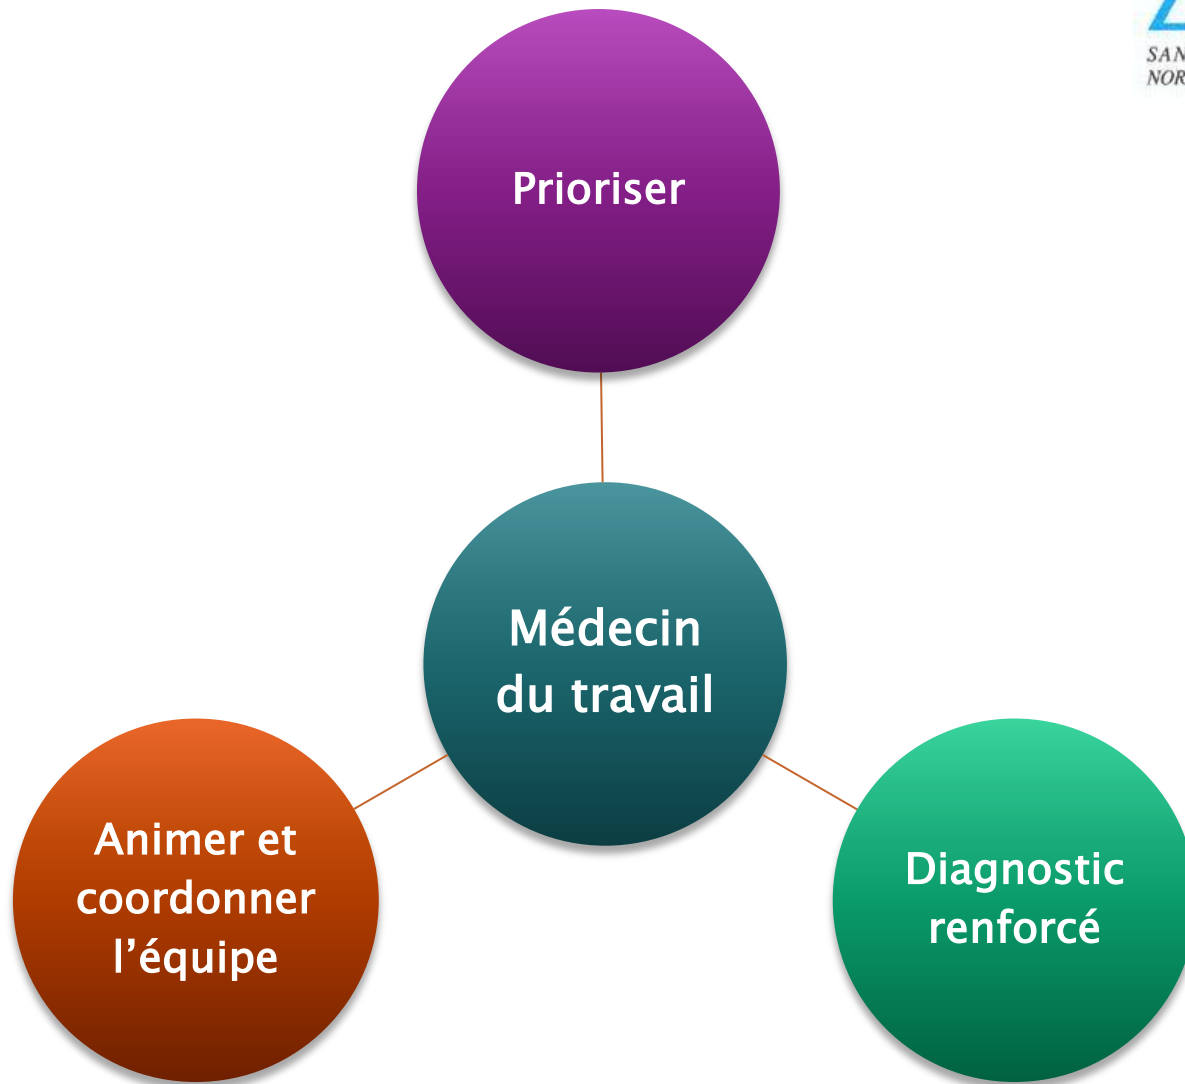 Prioriser
Médecin
du travail
Animer et
coordonner
l’équipe
Diagnostic
renforcé